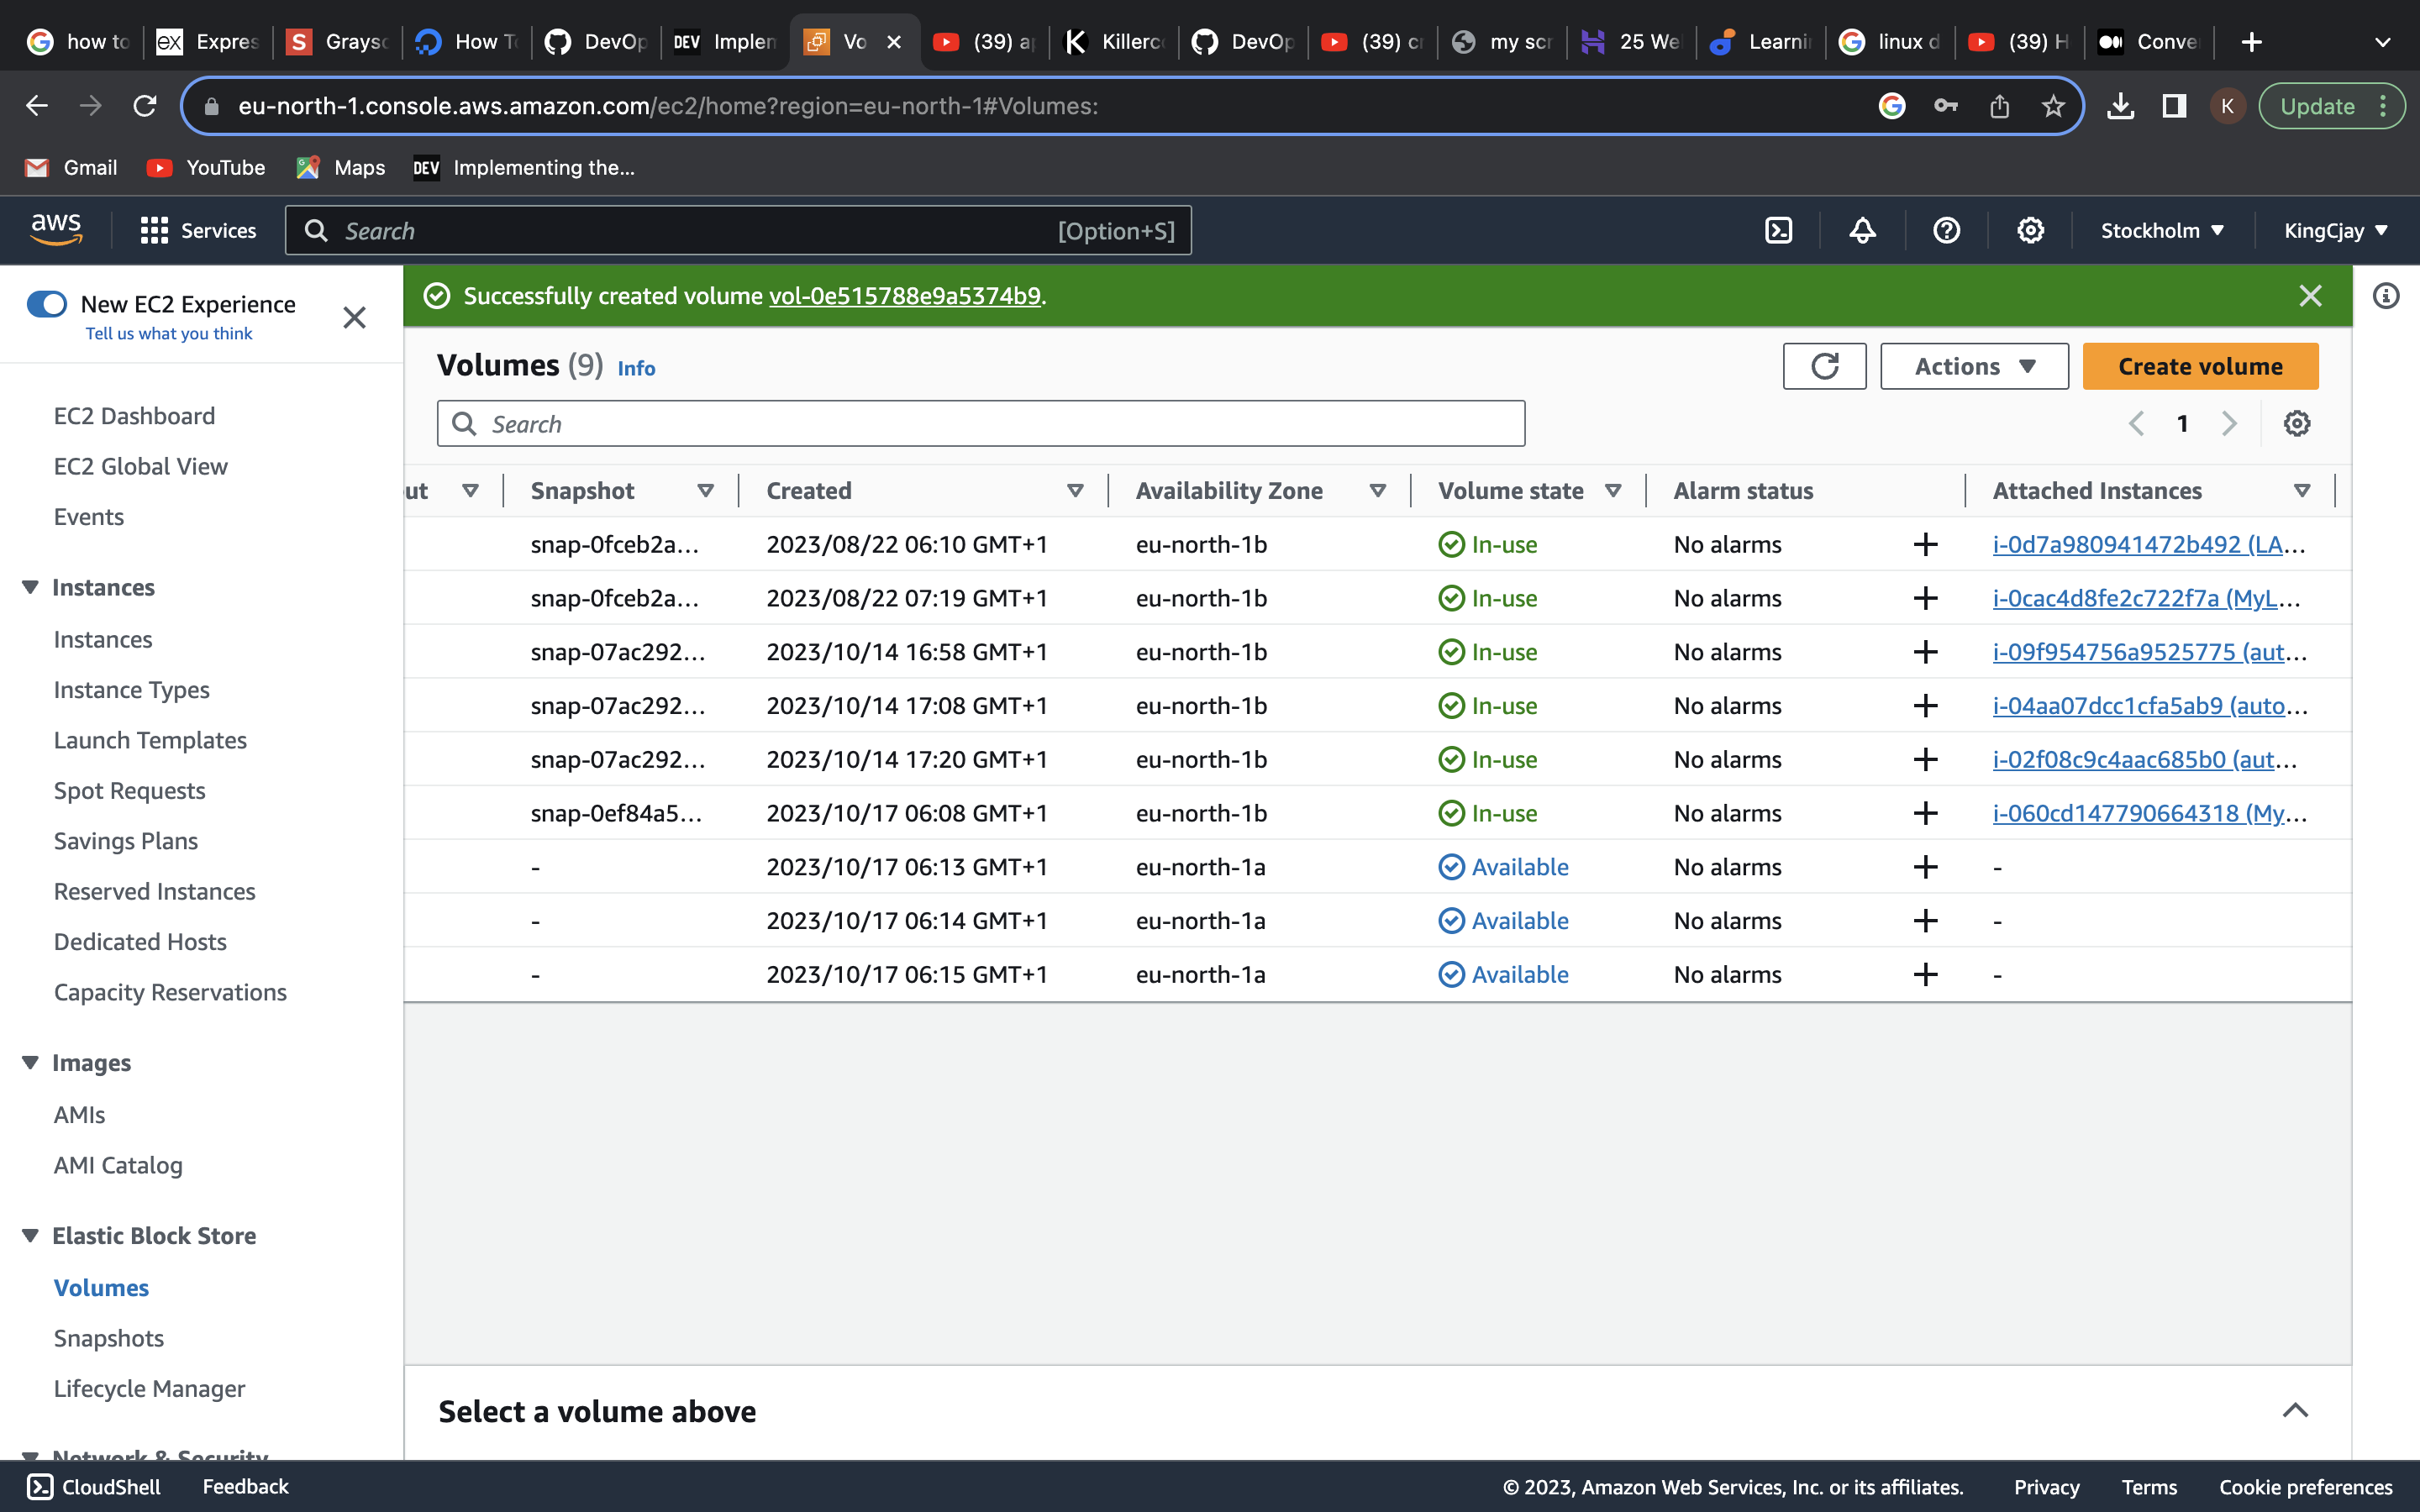 how to
Expres
Graysc
How T
DevOp
Implem
Vo
(39) a
Killerc
DevOp
(39) c
my scr
25 We
Learnin
linux d
(39) H
Conve
eu-north-1.console.aws.amazon.com/ec2/home?region=eu-north-1#Volumes:
K
Update
Gmail
YouTube
Maps
DEV Implementing the...
aws
Services
Search
[Option+S]
Stockholm
KingCjay
New EC2 Experience
Tell us what you think
Successfully created volume vol-0e515788e9a5374b9.
EC2 Dashboard
EC2 Global View
Events
Instances
Instances
Instance Types
Launch Templates
Spot Requests
Savings Plans
Reserved Instances
Dedicated Hosts
Capacity Reservations
Images
AMIs
AMI Catalog
Elastic Block Store
Volumes
Snapshots
Lifecycle Manager
Network & Security
Volumes (9) Info
Actions
Create volume
Search
1
ut Snapshot Created Availability Zone Volume state Alarm status Attached Instances
snap-0fceb2a... 2023/08/22 06:10 GMT+1 eu-north-1b In-use No alarms + i-0d7a980941472b492 (LA...
snap-0fceb2a... 2023/08/22 07:19 GMT+1 eu-north-1b In-use No alarms + i-0cac4d8fe2c722f7a (MyL...
snap-07ac292... 2023/10/14 16:58 GMT+1 eu-north-1b In-use No alarms + i-09f954756a9525775 (aut...
snap-07ac292... 2023/10/14 17:08 GMT+1 eu-north-1b In-use No alarms + i-04aa07dcc1cfa5ab9 (auto...
snap-07ac292... 2023/10/14 17:20 GMT+1 eu-north-1b In-use No alarms + i-02f08c9c4aac685b0 (aut...
snap-0ef84a5... 2023/10/17 06:08 GMT+1 eu-north-1b In-use No alarms + i-060cd147790664318 (My...
- 2023/10/17 06:13 GMT+1 eu-north-1a Available No alarms + -
- 2023/10/17 06:14 GMT+1 eu-north-1a Available No alarms + -
- 2023/10/17 06:15 GMT+1 eu-north-1a Available No alarms + -
Select a volume above
CloudShell
Feedback
© 2023, Amazon Web Services, Inc. or its affiliates.
Privacy
Terms
Cookie preferences